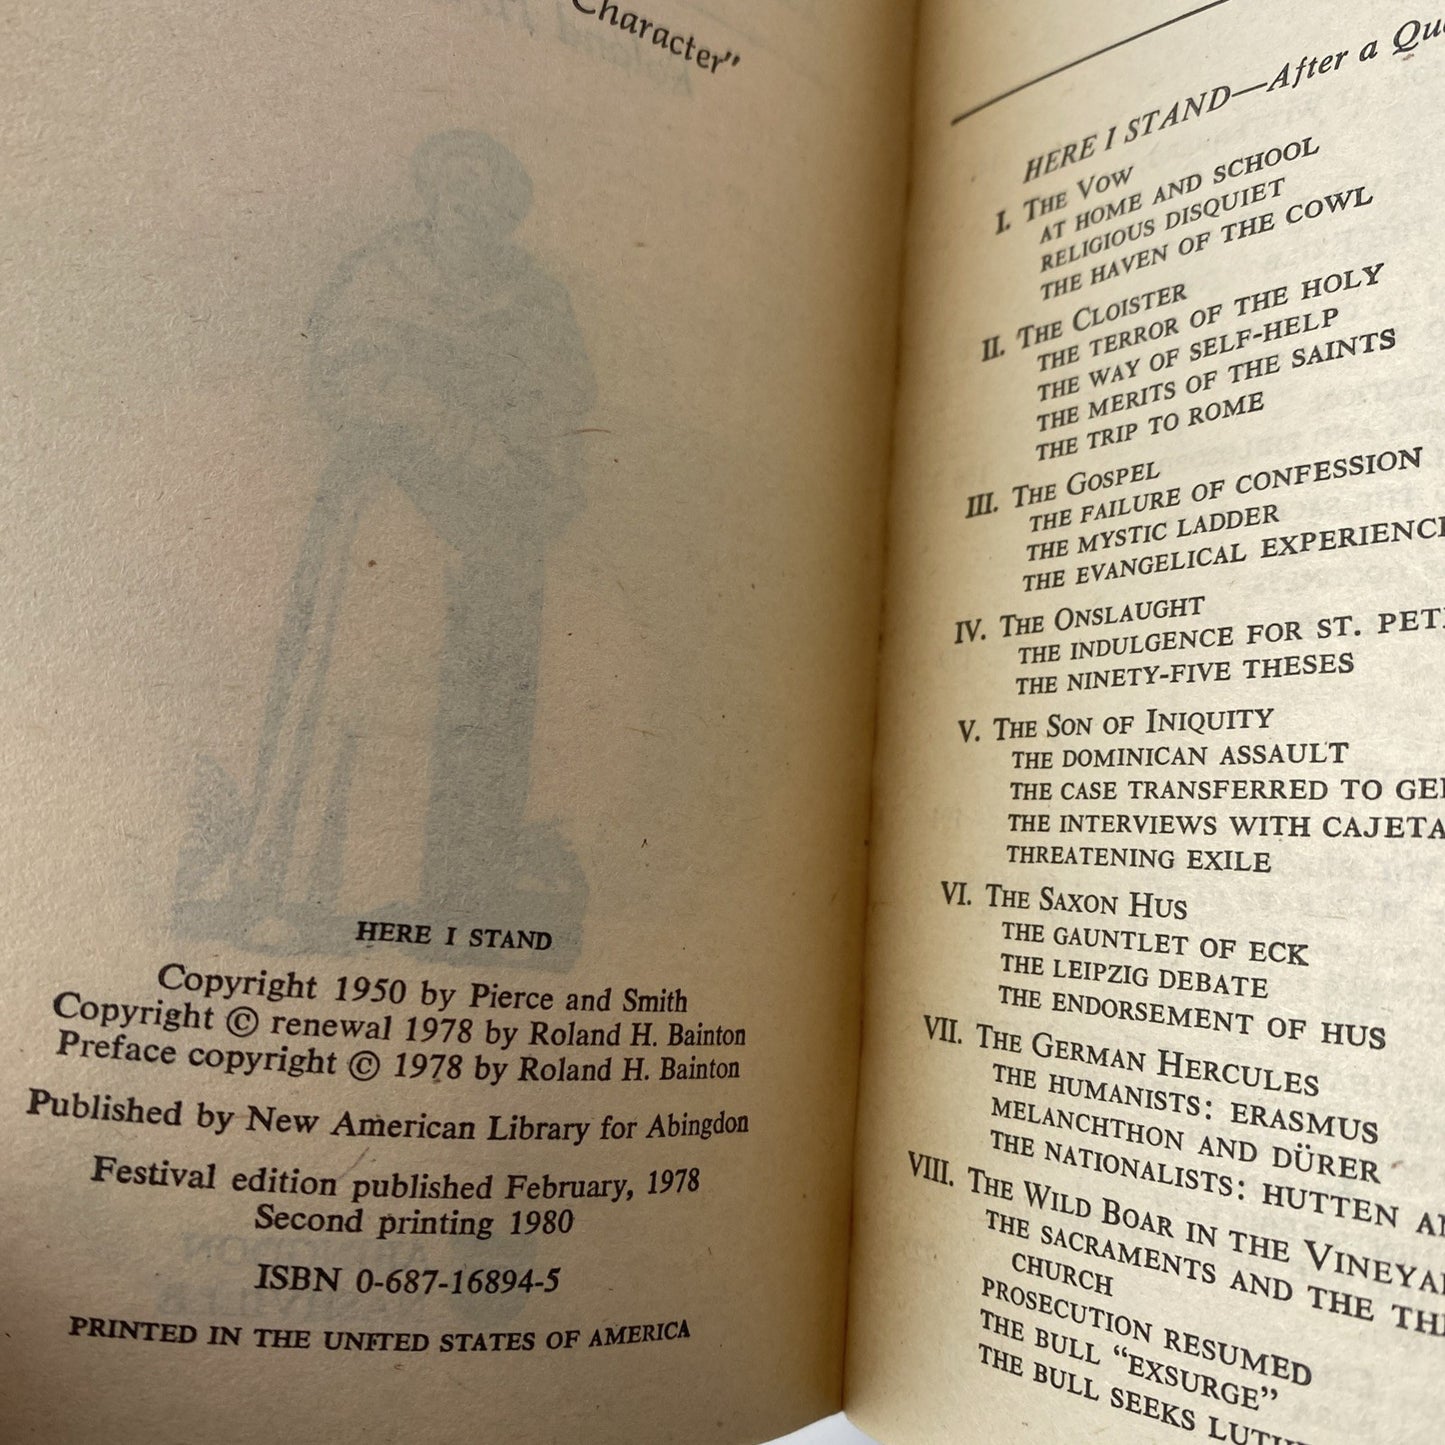 Character"
HERE I STAND
Copyright 1950 by Pierce and Smith
Copyright © renewal 1978 by Roland H. Bainton
Preface copyright © 1978 by Roland H. Bainton
Published by New American Library for Abingdon
Festival edition published February, 1978
Second printing 1980
ISBN 0-687-16894-5
PRINTED IN THE UNITED STATES OF AMERICA
HERE I STAND—After a
I. THE VOW
AT HOME AND SCHOOL
RELIGIOUS DISQUIET
THE HAVEN OF THE COWL
II. THE CLOISTER
THE TERROR OF THE HOLY
THE WAY OF SELF-HELP
THE MERITS OF THE SAINTS
THE TRIP TO ROME
III. THE GOSPEL
THE FAILURE OF CONFESSION
THE MYSTIC LADDER
THE EVANGELICAL EXPERIENC
IV. THE ONSLAUGHT
THE INDULGENCE FOR ST. PET
THE NINETY-FIVE THESES
V. THE SON OF INIQUITY
THE DOMINICAN ASSAULT
THE CASE TRANSFERRED TO GE
THE INTERVIEWS WITH CAJETA
THREATENING EXILE
VI. THE SAXON HUS
THE GAUNTLET OF ECK
THE LEIPZIG DEBATE
THE ENDORSEMENT OF HUS
VII. THE GERMAN HERCULES
THE HUMANISTS: ERASMUS
MELANCHTHON AND DÜRER
THE NATIONALISTS: HUTTEN
VIII. THE WILD BOAR IN THE VINEYA
THE SACRAMENTS AND THE TH
CHURCH
PROSECUTION RESUMED
THE BULL "EXSURGE"
THE BULL SEEKS LUTH